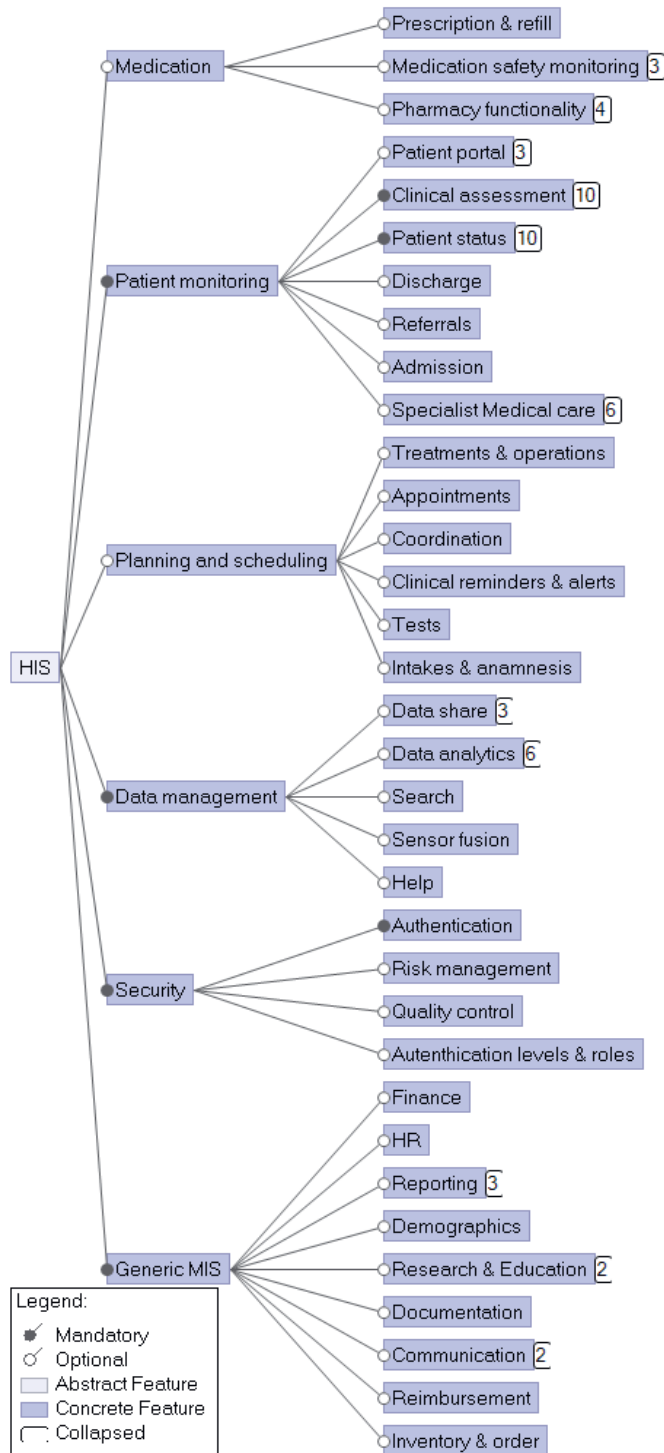 Prescription & refill
Medication
Medication safety monitoring 3
Pharmacy functionality 4
Patient portal 3
Clinical assessment 10
Patient status 10
Patient monitoring
Discharge
Referrals
Admission
Specialist Medical care 6
Treatments & operations
Appointments
Coordination
Planning and scheduling
Clinical reminders & alerts
Tests
HIS
Intakes & anamnesis
Data share 3
Data analytics 6
Data management
Search
Sensor fusion
Help
Authentication
Risk management
Security
Quality control
Autenthication levels & roles
Finance
HR
Reporting 3
Demographics
Generic MIS
Research & Education 2
Documentation
Communication 2
Reimbursement
Inventory & order
Legend:
Mandatory
Optional
Abstract Feature
Concrete Feature
Collapsed